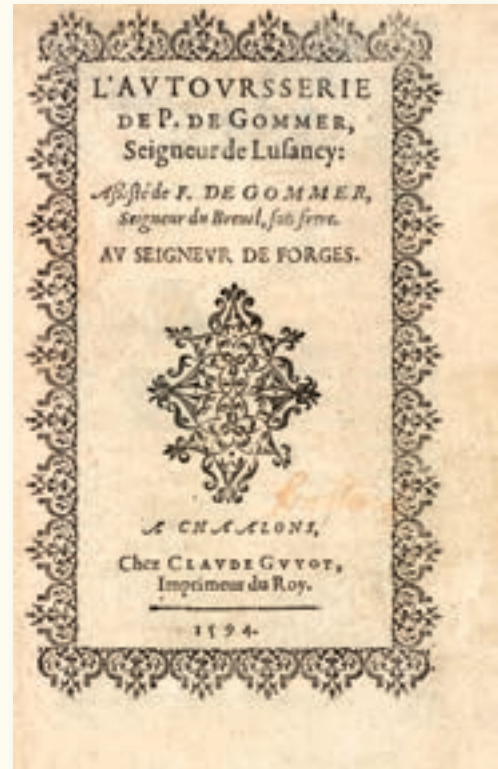 L'AVTOVRSSERIE
DE P. DE GOMMER,
Seigneur de Lusancy:
Assisté de F. DE GOMMER,
Seigneur du Breuil, son frere.
AV SEIGNEVR DE FORGES.
A CHAALONS,
Chez CLAVDE GVYOT,
Imprimeur du Roy.
1594.